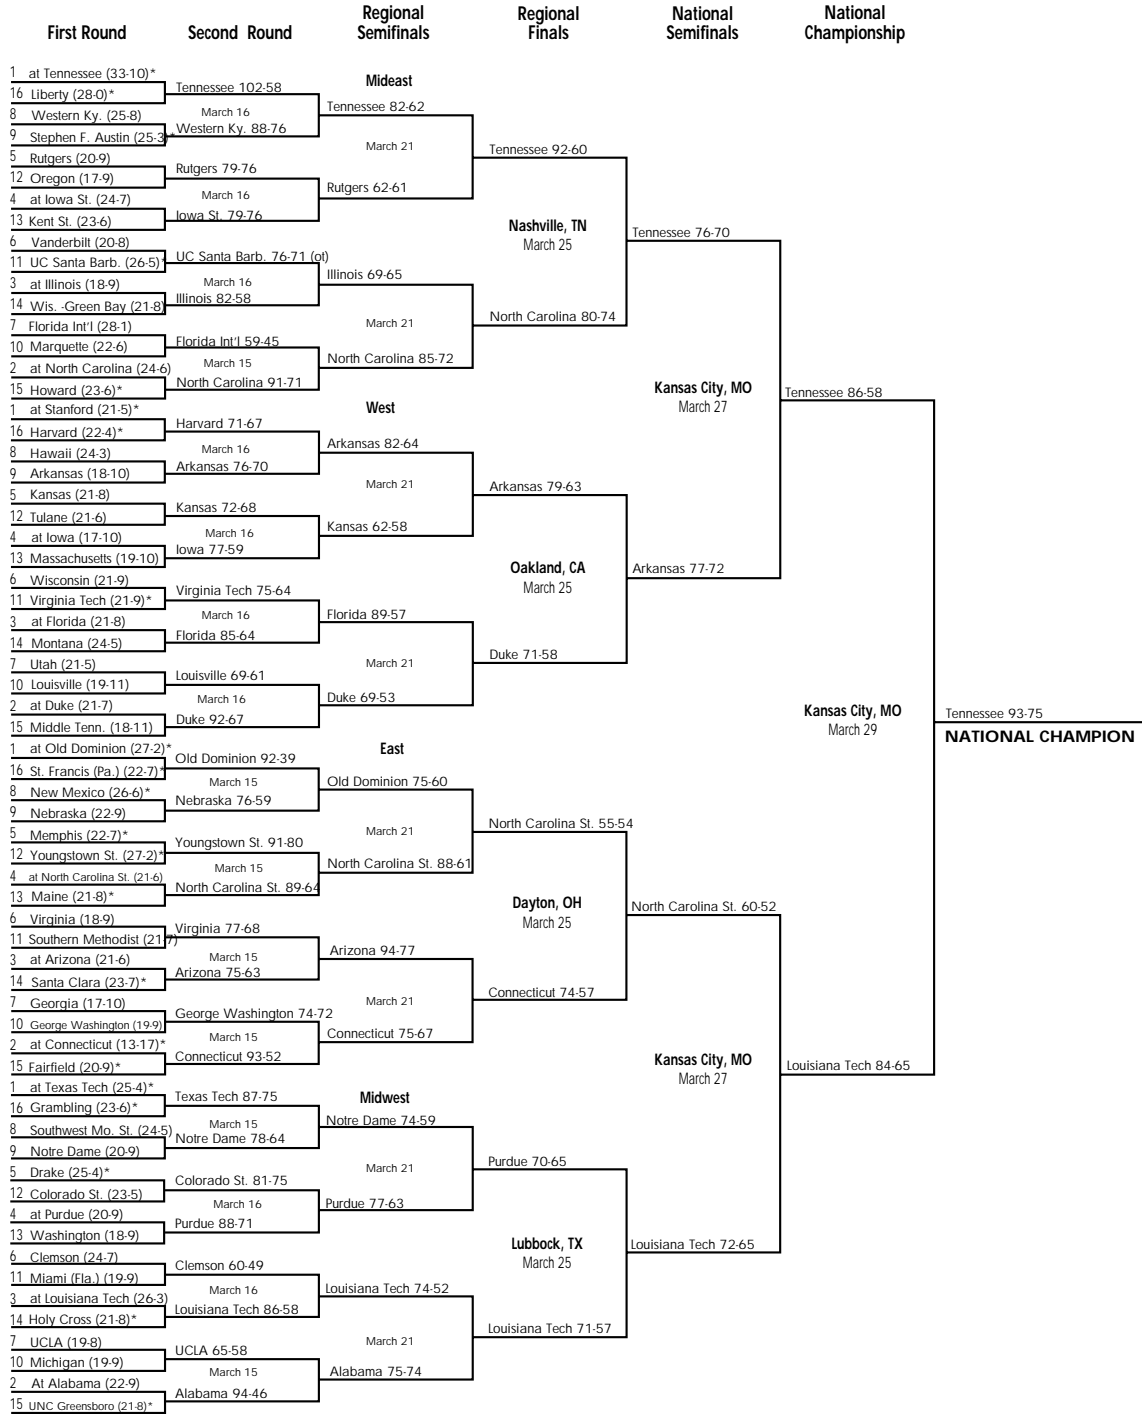 First Round
Second Round
Regional
Semifinals
Regional
Finals
National
Semifinals
National
Championship
1 at Tennessee (33-10)*
16 Liberty (28-0)*
8 Western Ky. (25-8)
9 Stephen F. Austin (25-3)*
5 Rutgers (20-9)
12 Oregon (17-9)
4 at Iowa St. (24-7)
13 Kent St. (23-6)
6 Vanderbilt (20-8)
11 UC Santa Barb. (26-5)*
3 at Illinois (18-9)
14 Wis. -Green Bay (21-8)
7 Florida Int'l (28-1)
10 Marquette (22-6)
2 at North Carolina (24-6)
15 Howard (23-6)*
1 at Stanford (21-5)*
16 Harvard (22-4)*
8 Hawaii (24-3)
9 Arkansas (18-10)
5 Kansas (21-8)
12 Tulane (21-6)
4 at Iowa (17-10)
13 Massachusetts (19-10)
6 Wisconsin (21-9)
11 Virginia Tech (21-9)*
3 at Florida (21-8)
14 Montana (24-5)
7 Utah (21-5)
10 Louisville (19-11)
2 at Duke (21-7)
15 Middle Tenn. (18-11)
1 at Old Dominion (27-2)*
16 St. Francis (Pa.) (22-7)*
8 New Mexico (26-6)*
9 Nebraska (22-9)
5 Memphis (22-7)*
12 Youngstown St. (27-2)*
4 at North Carolina St. (21-6)
13 Maine (21-8)*
6 Virginia (18-9)
11 Southern Methodist (21-7)
3 at Arizona (21-6)
14 Santa Clara (23-7)*
7 Georgia (17-10)
10 George Washington (19-9)
2 at Connecticut (13-17)*
15 Fairfield (20-9)*
1 at Texas Tech (25-4)*
16 Grambling (23-6)*
8 Southwest Mo. St. (24-5)
9 Notre Dame (20-9)
5 Drake (25-4)*
12 Colorado St. (23-5)
4 at Purdue (20-9)
13 Washington (18-9)
6 Clemson (24-7)
11 Miami (Fla.) (19-9)
3 at Louisiana Tech (26-3)
14 Holy Cross (21-8)*
7 UCLA (19-8)
10 Michigan (19-9)
2 At Alabama (22-9)
15 UNC Greensboro (21-8)*
Tennessee 102-58
March 16
Western Ky. 88-76
Rutgers 79-76
March 16
Iowa St. 79-76
UC Santa Barb. 76-71 (ot)
March 16
Illinois 82-58
Florida Int'l 59-45
March 15
North Carolina 91-71
Harvard 71-67
March 16
Arkansas 76-70
Kansas 72-68
March 16
Iowa 77-59
Virginia Tech 75-64
March 16
Florida 85-64
Louisville 69-61
March 16
Duke 92-67
Old Dominion 92-39
March 15
Nebraska 76-59
Youngstown St. 91-80
March 15
North Carolina St. 89-64
Virginia 77-68
March 15
Arizona 75-63
George Washington 74-72
March 15
Connecticut 93-52
Texas Tech 87-75
March 15
Notre Dame 78-64
Colorado St. 81-75
March 16
Purdue 88-71
Clemson 60-49
March 16
Louisiana Tech 86-58
UCLA 65-58
March 15
Alabama 94-46
Mideast
Tennessee 82-62
March 21
Rutgers 62-61
Illinois 69-65
March 21
North Carolina 85-72
West
Arkansas 82-64
March 21
Kansas 62-58
Florida 89-57
March 21
Duke 69-53
East
Old Dominion 75-60
March 21
North Carolina St. 88-61
Arizona 94-77
March 21
Connecticut 75-67
Midwest
Notre Dame 74-59
March 21
Purdue 77-63
Louisiana Tech 74-52
March 21
Alabama 75-74
Tennessee 92-60
Nashville, TN
March 25
North Carolina 80-74
Arkansas 79-63
Oakland, CA
March 25
Duke 71-58
North Carolina St. 55-54
Dayton, OH
March 25
Connecticut 74-57
Purdue 70-65
Lubbock, TX
March 25
Louisiana Tech 71-57
Tennessee 76-70
Kansas City, MO
March 27
Arkansas 77-72
North Carolina St. 60-52
Kansas City, MO
March 27
Louisiana Tech 72-65
Tennessee 86-58
Kansas City, MO
March 29
Louisiana Tech 84-65
Tennessee 93-75
NATIONAL CHAMPION